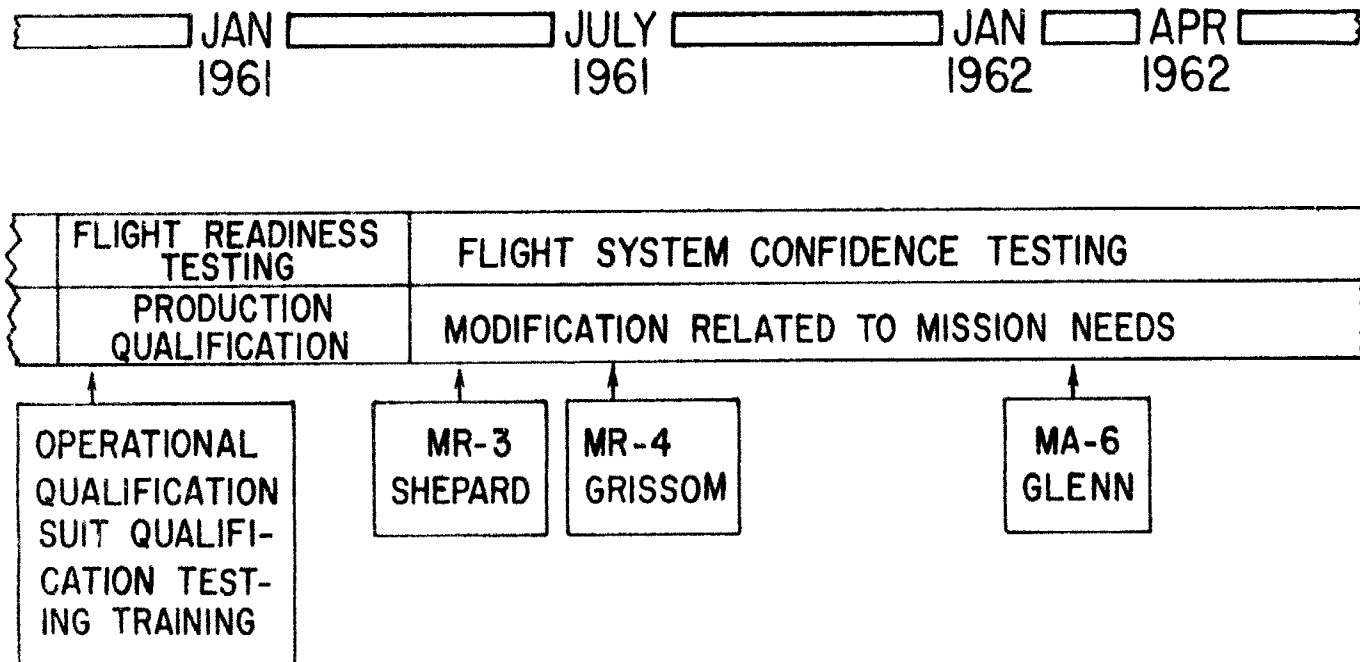 JAN JULY JAN APR
1961 1961 1962 1962
FLIGHT READINESS
TESTING
FLIGHT SYSTEM CONFIDENCE TESTING
PRODUCTION
QUALIFICATION
MODIFICATION RELATED TO MISSION NEEDS
OPERATIONAL
QUALIFICATION
SUIT QUALIFI-
CATION TEST-
ING TRAINING
MR-3
SHEPARD
MR-4
GRISSOM
MA-6
GLENN